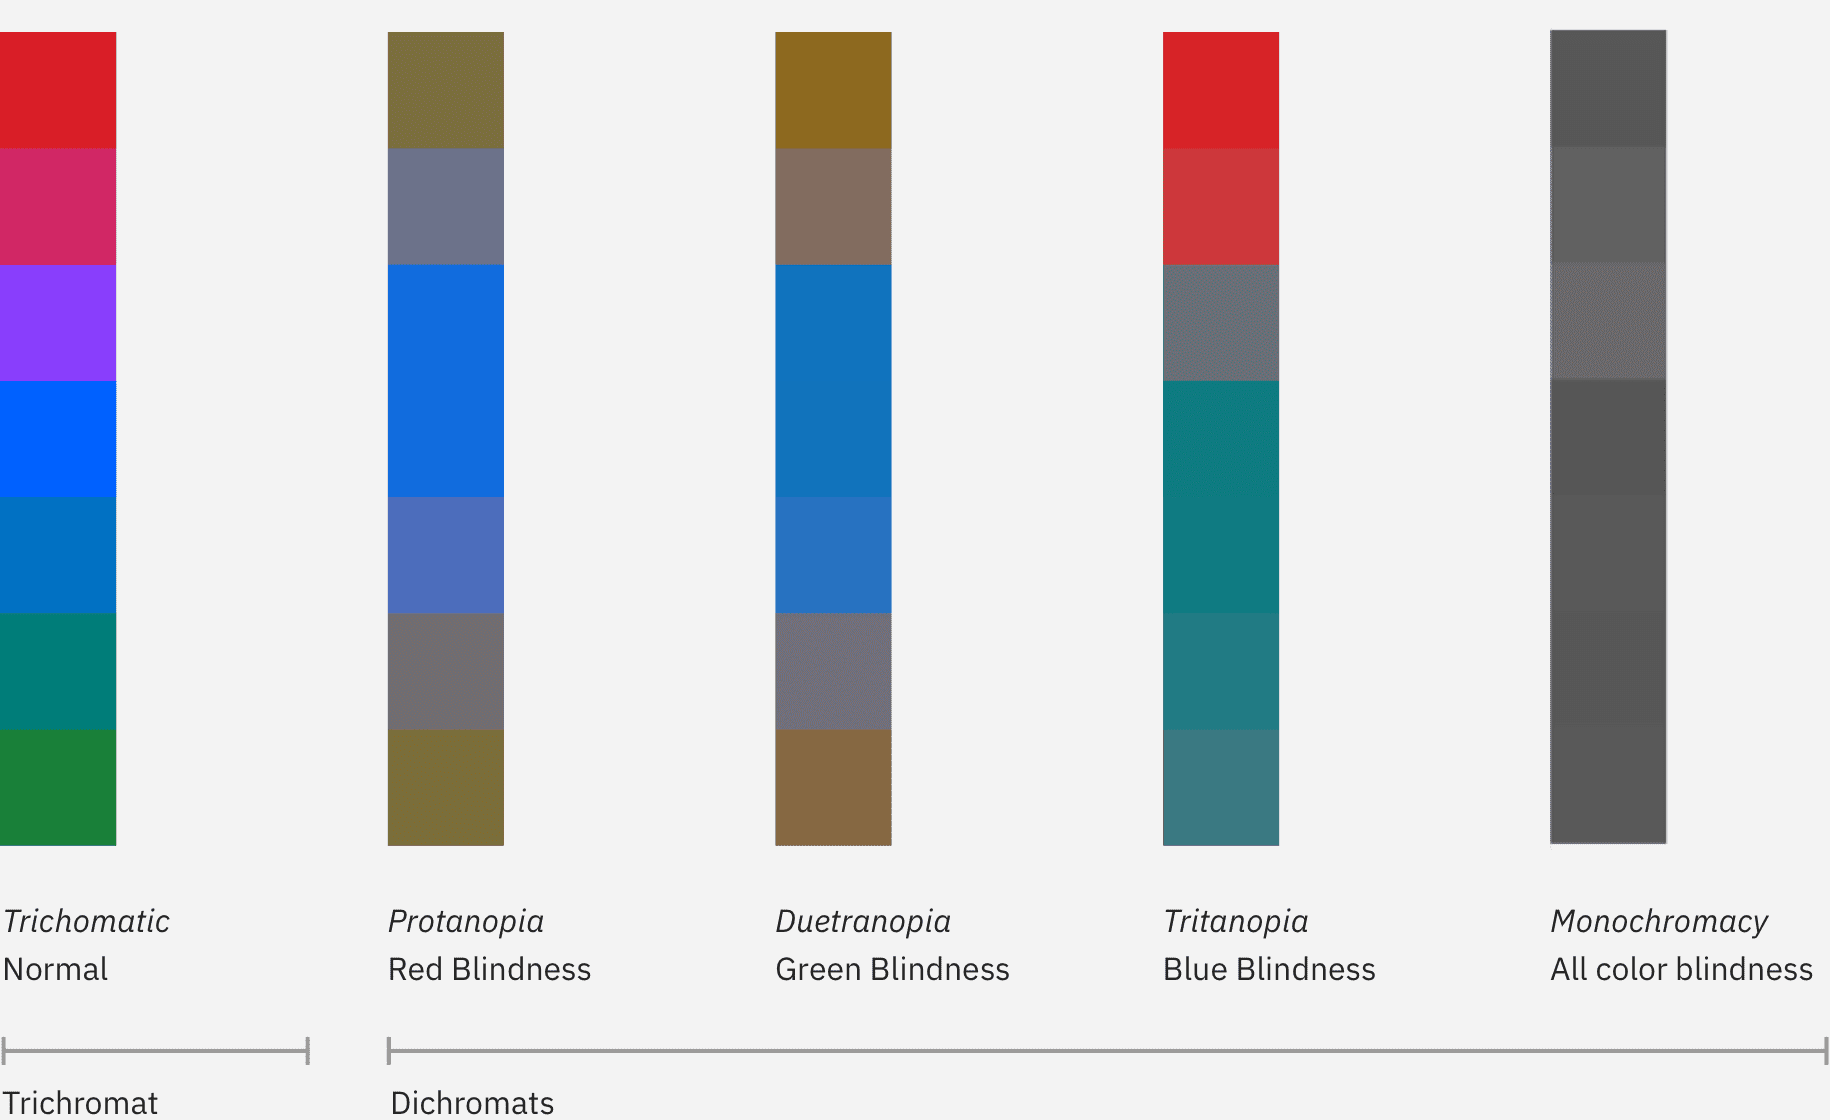 Trichomatic
Normal
Protanopia
Red Blindness
Duetranopia
Green Blindness
Tritanopia
Blue Blindness
Monochromacy
All color blindness
Trichromat
Dichromats